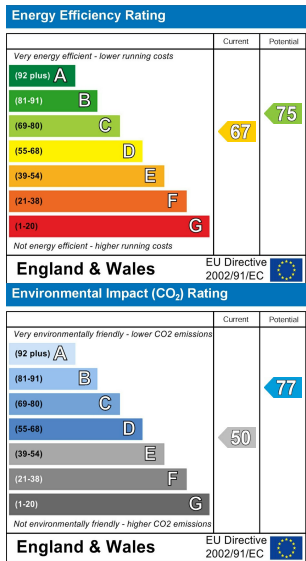 Energy Efficiency Rating
Current Potential
Very energy efficient - lower running costs
(92 plus) A
(81-91) B
(69-80) C
(55-68) D
(39-54) E
(21-38) F
(1-20) G
67
75
Not energy efficient - higher running costs
England & Wales
EU Directive
2002/91/EC
Environmental Impact (CO₂) Rating
Current Potential
Very environmentally friendly - lower CO2 emissions
(92 plus) A
(81-91) B
(69-80) C
(55-68) D
(39-54) E
(21-38) F
(1-20) G
50
77
Not environmentally friendly - higher CO2 emissions
England & Wales
EU Directive
2002/91/EC